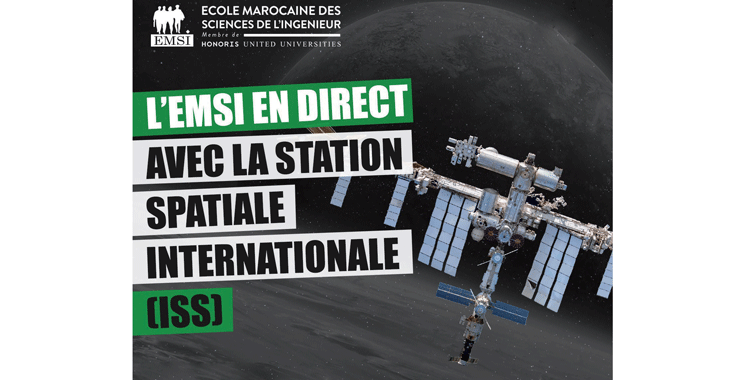 ECOLE MAROCAINE DES
SCIENCES DE L'INGENIEUR
Membre de
HONORIS UNITED UNIVERSITIES
EMSI
L'EMSI EN DIRECT
AVEC LA STATION
SPATIALE
INTERNATIONALE
(ISS)